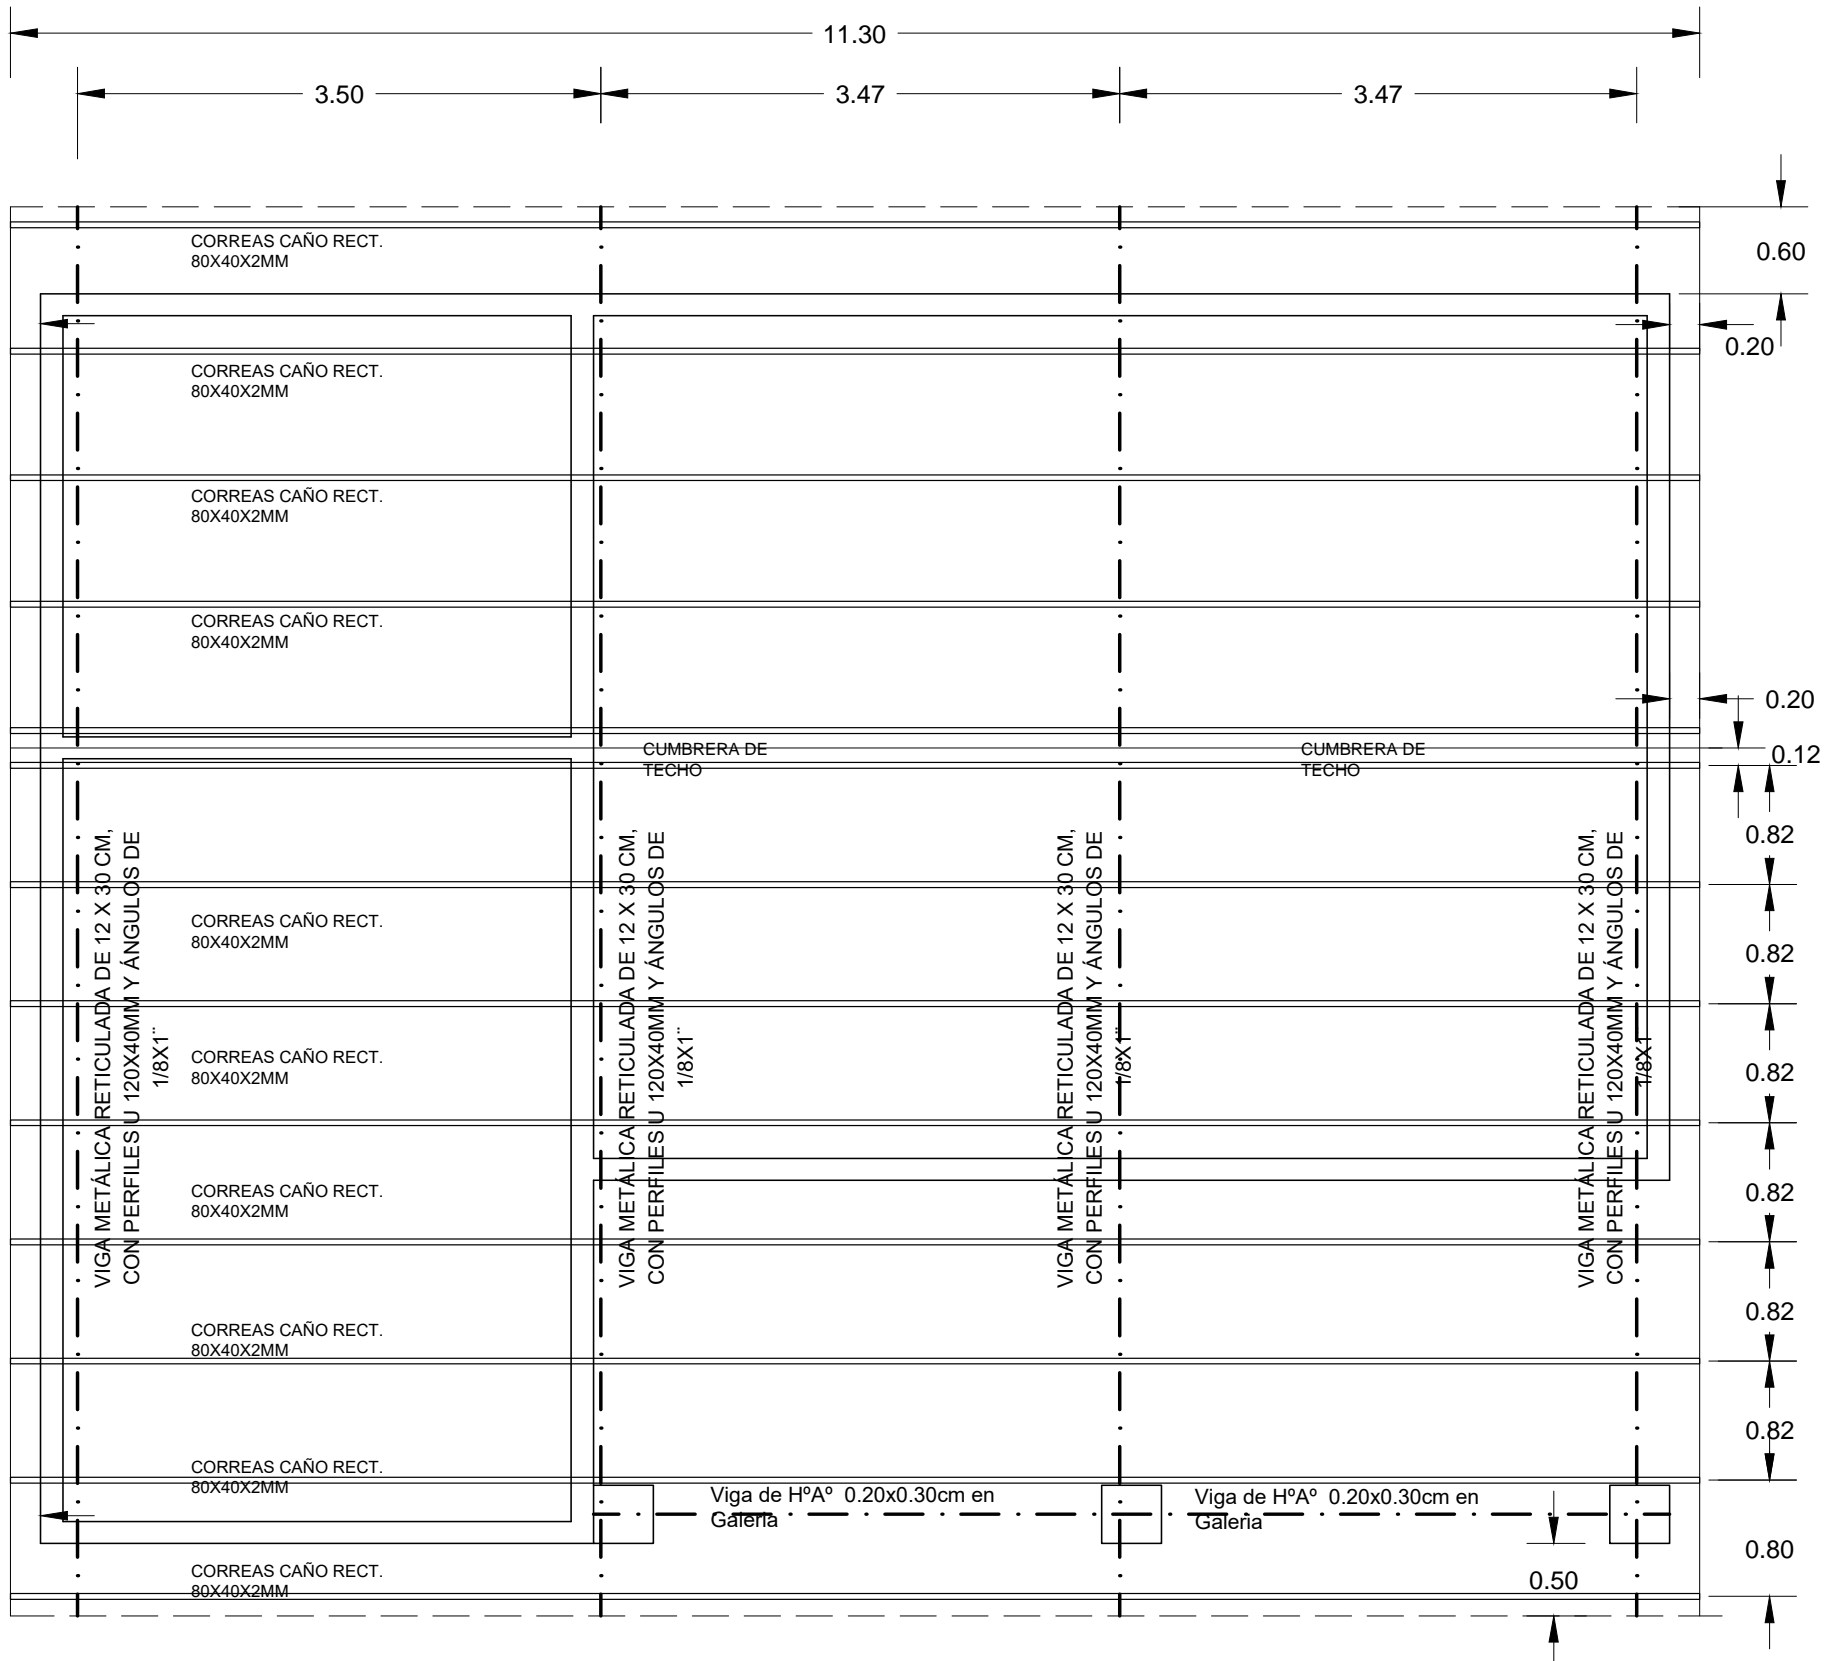 11.30
3.50
3.47
3.47
CORREAS CAÑO RECT.
80X40X2MM
0.60
0.20
CORREAS CAÑO RECT.
80X40X2MM
CORREAS CAÑO RECT.
80X40X2MM
CORREAS CAÑO RECT.
80X40X2MM
0.20
CUMBRERA DE
TECHO
CUMBRERA DE
TECHO
0.12
0.82
VIGA METÁLICA RETICULADA DE 12 X 30 CM,
CON PERFILES U 120X40MM Y ÁNGULOS DE
1/8X1¨
VIGA METÁLICA RETICULADA DE 12 X 30 CM,
CON PERFILES U 120X40MM Y ÁNGULOS DE
1/8X1¨
VIGA METÁLICA RETICULADA DE 12 X 30 CM,
CON PERFILES U 120X40MM Y ÁNGULOS DE
1/8X1¨
VIGA METÁLICA RETICULADA DE 12 X 30 CM,
CON PERFILES U 120X40MM Y ÁNGULOS DE
1/8X1¨
CORREAS CAÑO RECT.
80X40X2MM
0.82
CORREAS CAÑO RECT.
80X40X2MM
0.82
CORREAS CAÑO RECT.
80X40X2MM
0.82
CORREAS CAÑO RECT.
80X40X2MM
0.82
0.82
CORREAS CAÑO RECT.
80X40X2MM
Viga de HºAº 0.20x0.30cm en
Galeria
Viga de HºAº 0.20x0.30cm en
Galeria
0.80
CORREAS CAÑO RECT.
80X40X2MM
0.50